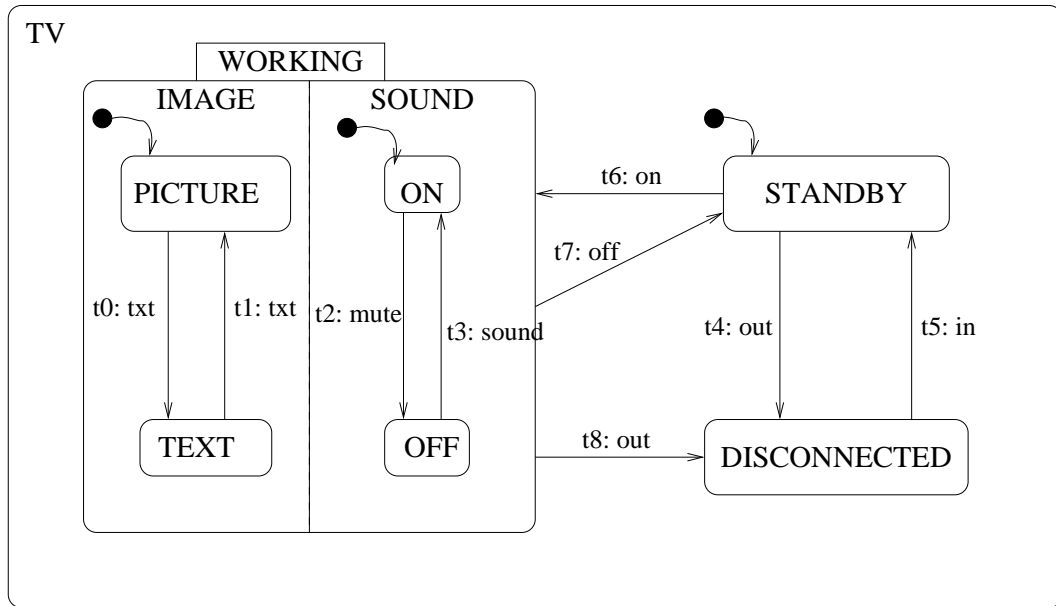 TV
WORKING
IMAGE
SOUND
PICTURE
ON
t6: on
STANDBY
t7: off
t0: txt
t1: txt
t2: mute
t3: sound
t4: out
t5: in
TEXT
OFF
t8: out
DISCONNECTED